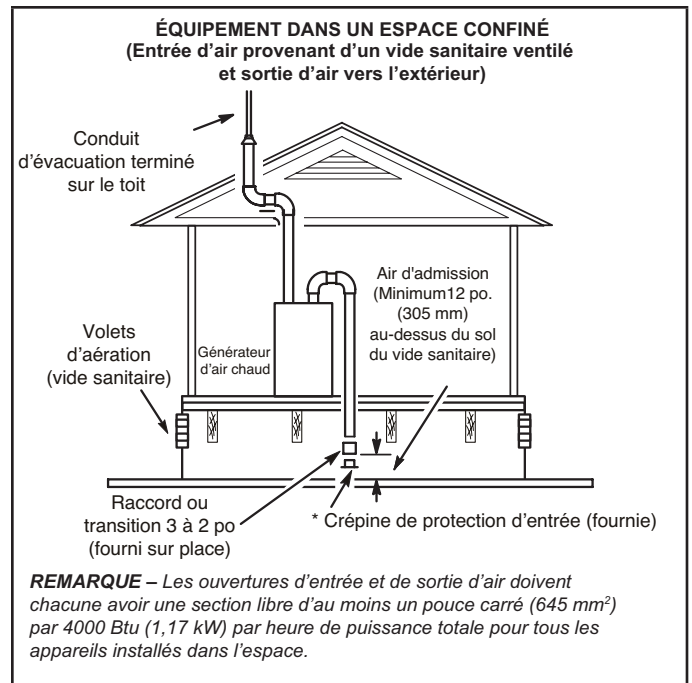 ÉQUIPEMENT DANS UN ESPACE CONFINÉ
(Entrée d'air provenant d'un vide sanitaire ventilé
et sortie d'air vers l'extérieur)
Conduit
d'évacuation terminé
sur le toit
Air d'admission
(Minimum12 po.
(305 mm)
au-dessus du sol
du vide sanitaire)
Volets
d'aération
(vide sanitaire)
Générateur
d'air chaud
Raccord ou
transition 3 à 2 po
(fourni sur place)
* Crépine de protection d'entrée (fournie)
REMARQUE – Les ouvertures d'entrée et de sortie d'air doivent
chacune avoir une section libre d'au moins un pouce carré (645 mm²)
par 4000 Btu (1,17 kW) par heure de puissance totale pour tous les
appareils installés dans l'espace.